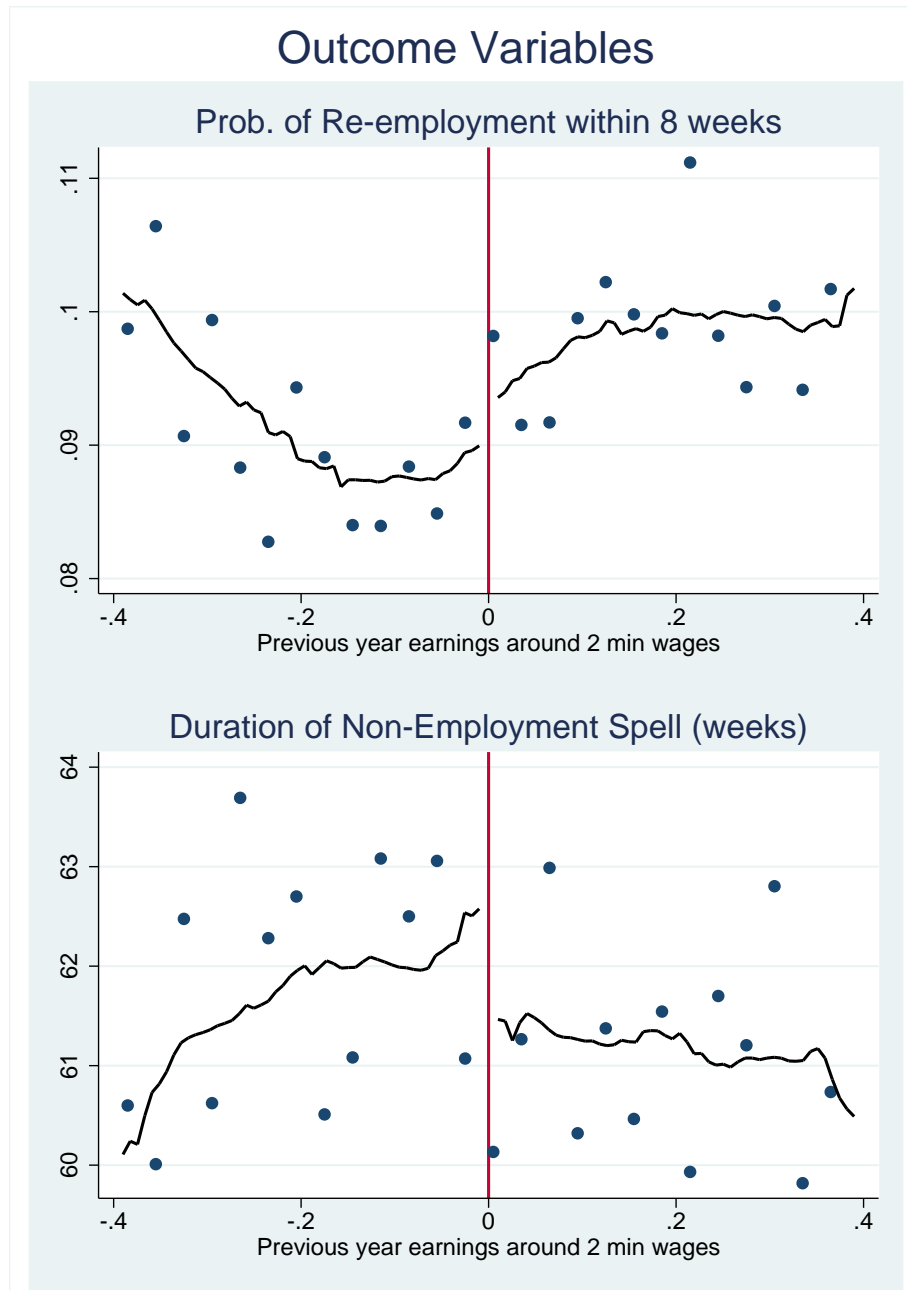 Outcome Variables
Prob. of Re-employment within 8 weeks
.11
.1
.09
.08
-.4 -.2 0 .2 .4
Previous year earnings around 2 min wages
Duration of Non-Employment Spell (weeks)
64
63
62
61
60
-.4 -.2 0 .2 .4
Previous year earnings around 2 min wages